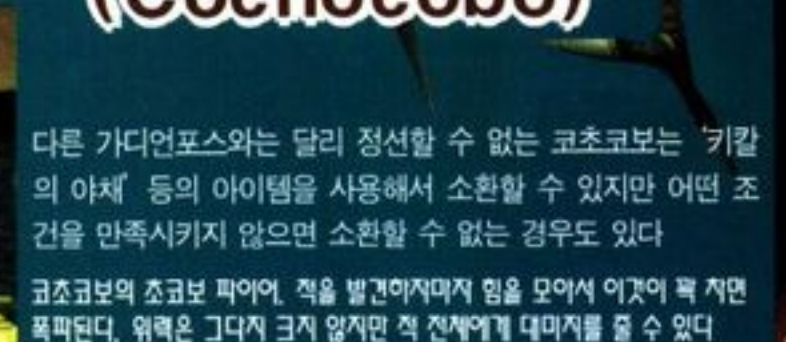 (Cochocobo)
다른 가디언포스와는 달리 정션할 수 없는 코초코보는 '키칼
의 야채' 등의 아이템을 사용해서 소환할 수 있지만 어떤 조
건을 만족시키지 않으면 소환할 수 없는 경우도 있다
코초코보의 초코보 파이어. 적을 발견하자마자 힘을 모아서 이것이 꽉 차면
폭파된다. 위력은 그다지 크지 않지만 적 전체에게 대미지를 줄 수 있다